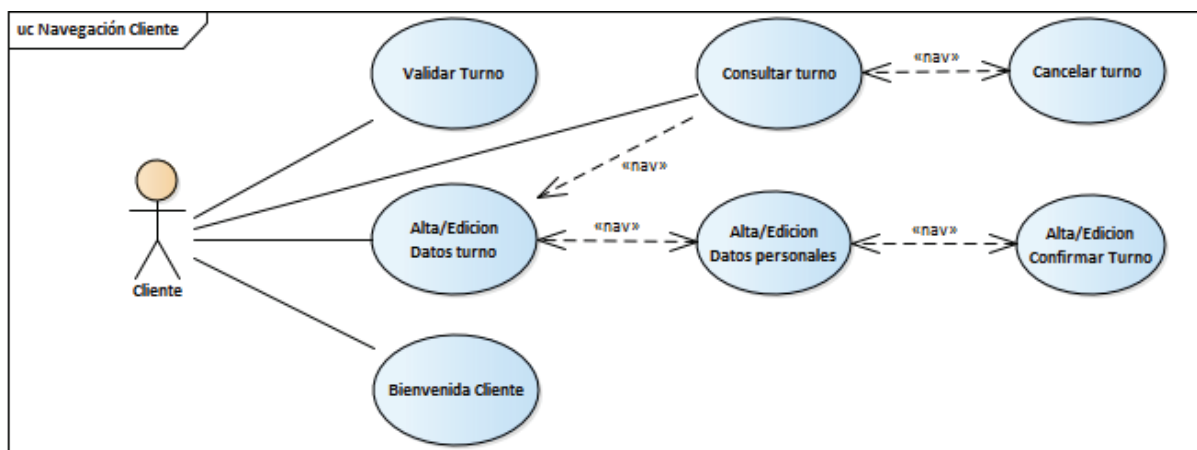 uc Navegación Cliente
Validar Turno
Consultar turno
«nav»
Cancelar turno
«nav»
Alta/Edicion
Datos turno
«nav»
Alta/Edicion
Datos personales
«nav»
Alta/Edicion
Confirmar Turno
Cliente
Bienvenida Cliente